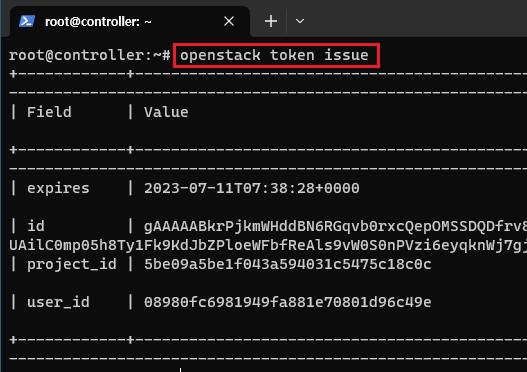 root@controller: ~
root@controller:~# openstack token issue
+------------+----------------------------------------
------------------------------------------------------
| Field      | Value
+------------+----------------------------------------
------------------------------------------------------
| expires    | 2023-07-11T07:38:28+0000
| id         | gAAAAABkrPjkmWHddBN6RGqvb0rxcQepOMSSDQDfrv8
UAilC0mp05h8Ty1Fk9KdJbZPloeWFbfReAls9vW0S0nPVzi6eyqknWj7gj
| project_id | 5be09a5be1f043a594031c5475c18c0c
| user_id    | 08980fc6981949fa881e70801d96c49e
+------------+----------------------------------------
------------------------------------------------------